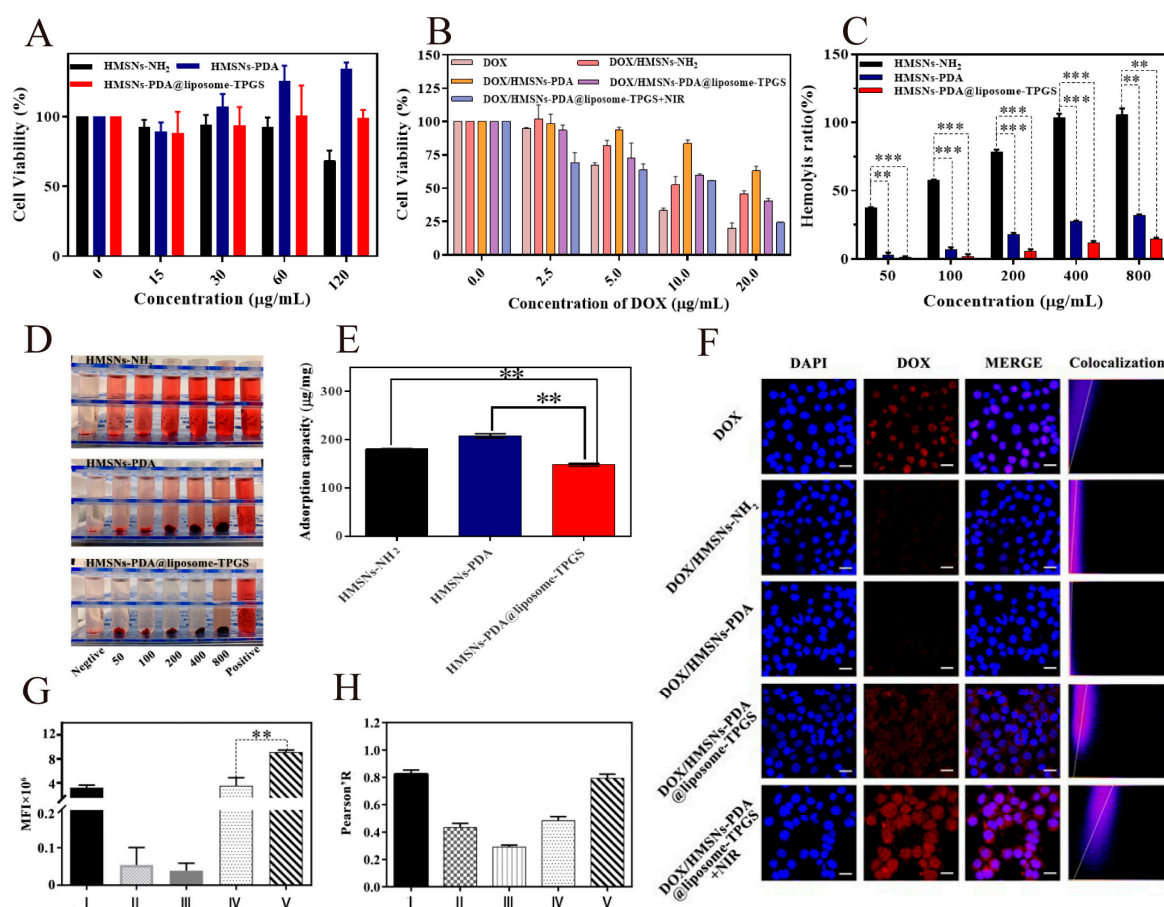 A
HMSNs-NH2 HMSNs-PDA
HMSNs-PDA@liposome-TPGS
Cell Viability (%)
150
100
50
0
0 15 30 60 120
Concentration (μg/mL)
B
DOX DOX/HMSNs-NH2
DOX/HMSNs-PDA DOX/HMSNs-PDA@liposome-TPGS
DOX/HMSNs-PDA@liposome-TPGS+NIR
Cell Viability (%)
150
125
100
75
50
25
0
0.0 2.5 5.0 10.0 20.0
Concentration of DOX (μg/mL)
C
HMSNs-NH2
HMSNs-PDA
HMSNs-PDA@liposome-TPGS
Hemolyis ratio(%)
150
100
50
0
*** ** *** *** *** *** *** *** ** **
50 100 200 400 800
Concentration (μg/mL)
D
HMSNs-NH2
HMSNs-PDA
HMSNs-PDA@liposome-TPGS
Negtive 50 100 200 400 800 Positive
E
Adsorption capacity (μg/mg)
300
200
100
0
**
**
HMSNs-NH2 HMSNs-PDA HMSNs-PDA@liposome-TPGS
F
DAPI DOX MERGE Colocalization
DOX
DOX/HMSNs-NH2
DOX/HMSNs-PDA
DOX/HMSNs-PDA
@liposome-TPGS
DOX/HMSNs-PDA
@liposome-TPGS
+NIR
G
MFI×10⁶
12
8
4
0.2
0.1
0
**
I II III IV V
H
Pearson'R
1.2
1.0
0.8
0.6
0.4
0.2
0.0
I II III IV V